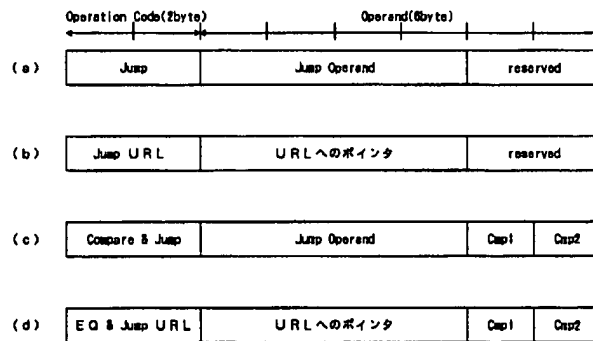 Operation Code(2byte) Operand(6byte)
(a) Jump Jump Operand reserved
(b) Jump URL URLへのポインタ reserved
(c) Compare & Jump Jump Operand Cmp1 Cmp2
(d) EQ & Jump URL URLへのポインタ Cmp1 Cmp2